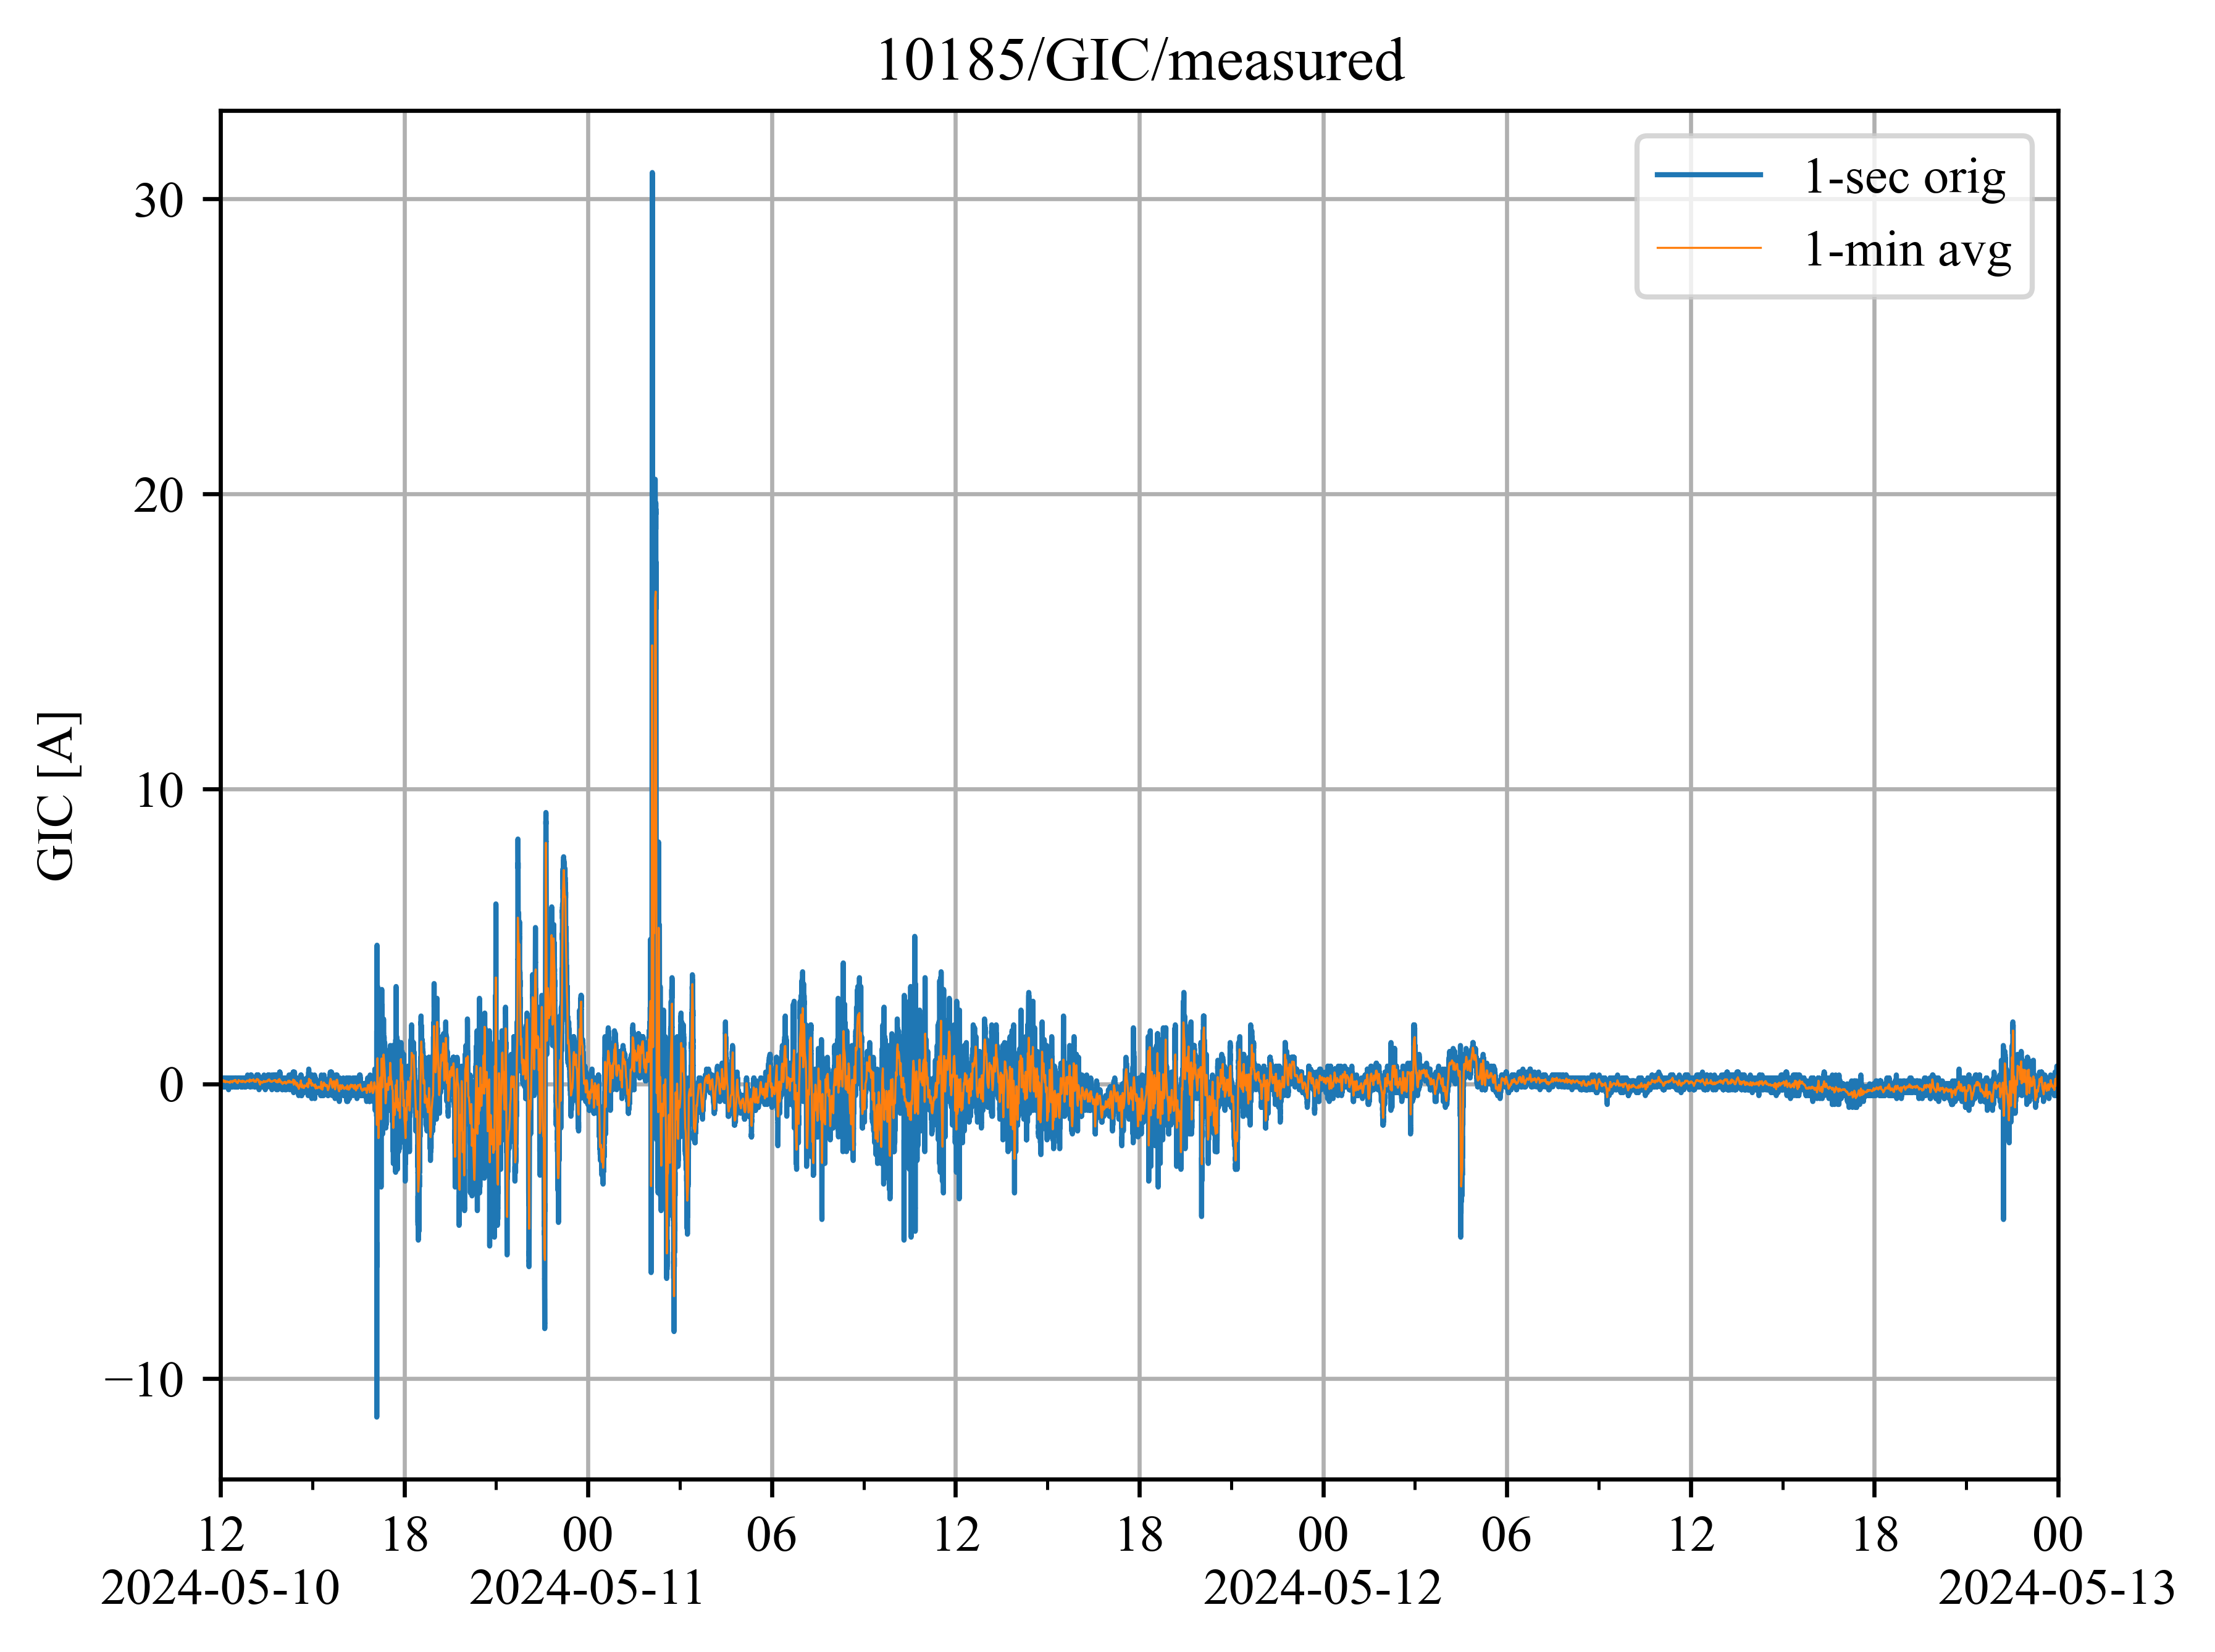 10185/GIC/measured
1-sec orig
1-min avg
GIC [A]
30
20
10
0
−10
12 18 00 06 12 18 00 06 12 18 00
2024-05-10 2024-05-11 2024-05-12 2024-05-13